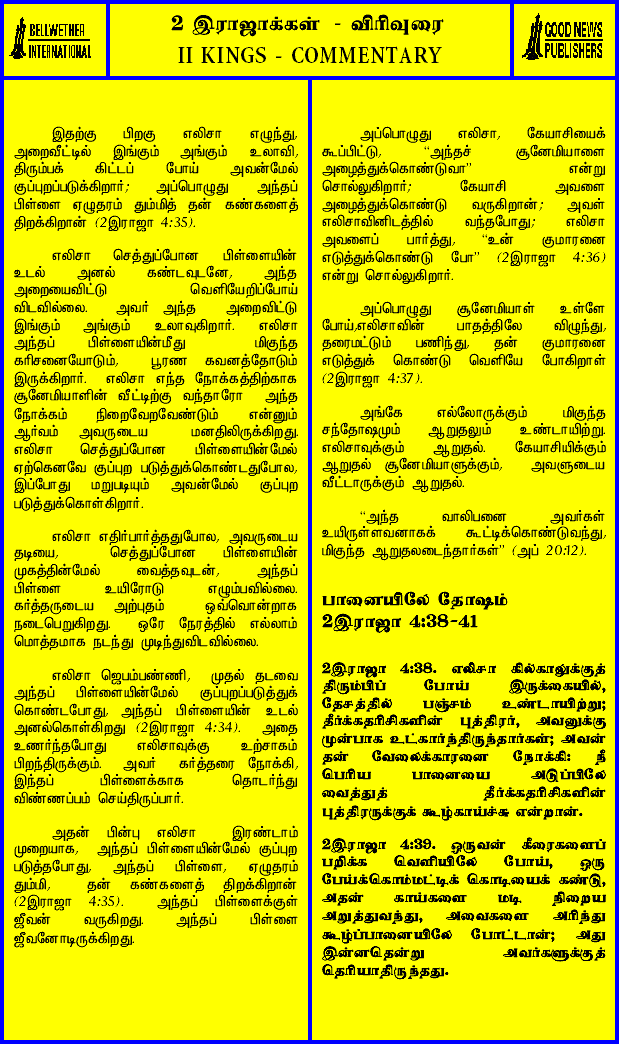 BELLWETHER
INTERNATIONAL
2 இராஜாக்கள் - விரிவுரை
II KINGS - COMMENTARY
GOOD NEWS
PUBLISHERS
இதற்கு பிறகு எலிசா எழுந்து,
அறைவீட்டில் இங்கும் அங்கும் உலாவி,
திரும்பக் கிட்டப் போய் அவன்மேல்
குப்புறப்படுக்கிறார்; அப்பொழுது அந்தப்
பிள்ளை ஏழுதரம் தும்மித் தன் கண்களைத்
திறக்கிறான் (2இராஜா 4:35).
எலிசா செத்துப்போன பிள்ளையின்
உடல் அனல் கண்டவுடனே, அந்த
அறையைவிட்டு வெளியேறிப்போய்
விடவில்லை. அவர் அந்த அறைவிட்டு
இங்கும் அங்கும் உலாவுகிறார். எலிசா
அந்தப் பிள்ளையின்மீது மிகுந்த
கரிசனையோடும், பூரண கவனத்தோடும்
இருக்கிறார். எலிசா எந்த நோக்கத்திற்காக
சூனேமியாளின் வீட்டிற்கு வந்தாரோ அந்த
நோக்கம் நிறைவேறவேண்டும் என்னும்
ஆர்வம் அவருடைய மனதிலிருக்கிறது.
எலிசா செத்துப்போன பிள்ளையின்மேல்
ஏற்கெனவே குப்புற படுத்துக்கொண்டதுபோல,
இப்போது மறுபடியும் அவன்மேல் குப்புற
படுத்துக்கொள்கிறார்.
எலிசா எதிர்பார்த்ததுபோல, அவருடைய
தடியை, செத்துப்போன பிள்ளையின்
முகத்தின்மேல் வைத்தவுடன், அந்தப்
பிள்ளை உயிரோடு எழும்பவில்லை.
கர்த்தருடைய அற்புதம் ஒவ்வொன்றாக
நடைபெறுகிறது. ஒரே நேரத்தில் எல்லாம்
மொத்தமாக நடந்து முடிந்துவிடவில்லை.
எலிசா ஜெபம்பண்ணி, முதல் தடவை
அந்தப் பிள்ளையின்மேல் குப்புறப்படுத்துக்
கொண்டபோது, அந்தப் பிள்ளையின் உடல்
அனல்கொள்கிறது (2இராஜா 4:34). அதை
உணர்ந்தபோது எலிசாவுக்கு உற்சாகம்
பிறந்திருக்கும். அவர் கர்த்தரை நோக்கி,
இந்தப் பிள்ளைக்காக தொடர்ந்து
விண்ணப்பம் செய்திருப்பார்.
அதன் பின்பு எலிசா இரண்டாம்
முறையாக, அந்தப் பிள்ளையின்மேல் குப்புற
படுத்தபோது, அந்தப் பிள்ளை, ஏழுதரம்
தும்மி, தன் கண்களைத் திறக்கிறான்
(2இராஜா 4:35). அந்தப் பிள்ளைக்குள்
ஜீவன் வருகிறது. அந்தப் பிள்ளை
ஜீவனோடிருக்கிறது.
அப்பொழுது எலிசா, கேயாசியைக்
கூப்பிட்டு, “அந்தச் சூனேமியாளை
அழைத்துக்கொண்டுவா” என்று
சொல்லுகிறார்; கேயாசி அவளை
அழைத்துக்கொண்டு வருகிறான்; அவள்
எலிசாவினிடத்தில் வந்தபோது; எலிசா
அவளைப் பார்த்து, “உன் குமாரனை
எடுத்துக்கொண்டு போ” (2இராஜா 4:36)
என்று சொல்லுகிறார்.
அப்பொழுது சூனேமியாள் உள்ளே
போய்,எலிசாவின் பாதத்திலே விழுந்து,
தரைமட்டும் பணிந்து, தன் குமாரனை
எடுத்துக் கொண்டு வெளியே போகிறாள்
(2இராஜா 4:37).
அங்கே எல்லோருக்கும் மிகுந்த
சந்தோஷமும் ஆறுதலும் உண்டாயிற்று.
எலிசாவுக்கும் ஆறுதல். கேயாசியிக்கும்
ஆறுதல் சூனேமியாளுக்கும், அவளுடைய
வீட்டாருக்கும் ஆறுதல்.
“அந்த வாலிபனை அவர்கள்
உயிருள்ளவனாகக் கூட்டிக்கொண்டுவந்து,
மிகுந்த ஆறுதலடைந்தார்கள்” (அப் 20:12).
பானையிலே தோஷம்
2இராஜா 4:38-41
2இராஜா 4:38. எலிசா கில்காலுக்குத்
திரும்பிப் போய் இருக்கையில்,
தேசத்தில் பஞ்சம் உண்டாயிற்று;
தீர்க்கதரிசிகளின் புத்திரர், அவனுக்கு
முன்பாக உட்கார்ந்திருந்தார்கள்; அவன்
தன் வேலைக்காரனை நோக்கி: நீ
பெரிய பானையை அடுப்பிலே
வைத்துத் தீர்க்கதரிசிகளின்
புத்திரருக்குக் கூழ்காய்ச்சு என்றான்.
2இராஜா 4:39. ஒருவன் கீரைகளைப்
பறிக்க வெளியிலே போய், ஒரு
பேய்க்கொம்மட்டிக் கொடியைக் கண்டு,
அதன் காய்களை மடி நிறைய
அறுத்துவந்து, அவைகளை அரிந்து
கூழ்ப்பானையிலே போட்டான்; அது
இன்னதென்று அவர்களுக்குத்
தெரியாதிருந்தது.